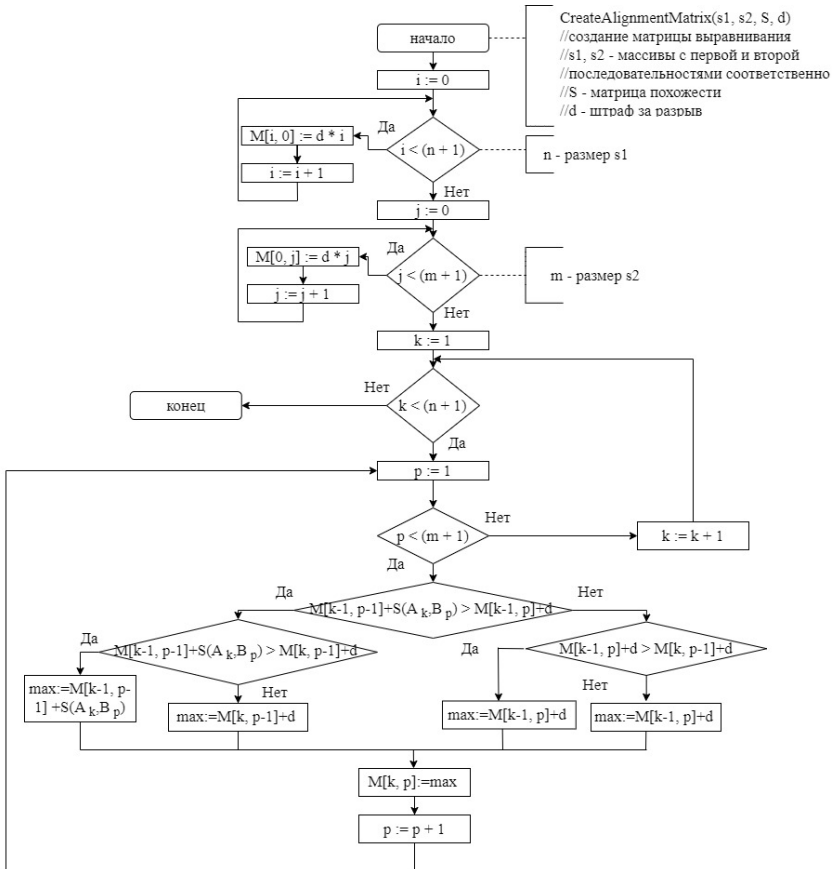 начало
CreateAlignmentMatrix(s1, s2, S, d)
//создание матрицы выравнивания
//s1, s2 - массивы с первой и второй
//последовательностями соответственно
//S - матрица похожести
//d - штраф за разрыв
i := 0
Да
M[i, 0] := d * i
i < (n + 1)
n - размер s1
i := i + 1
Нет
j := 0
Да
M[0, j] := d * j
j < (m + 1)
m - размер s2
j := j + 1
Нет
k := 1
Нет
конец
k < (n + 1)
Да
p := 1
Нет
p < (m + 1)
k := k + 1
Да
Да
M[k-1, p-1]+S(A k,B p) > M[k-1, p]+d
Нет
Да
M[k-1, p-1]+S(A k,B p) > M[k, p-1]+d
Да
M[k-1, p]+d > M[k, p-1]+d
Нет
Нет
max:=M[k-1, p-
1] +S(A k,B p)
max:=M[k, p-1]+d
max:=M[k-1, p]+d
max:=M[k-1, p]+d
M[k, p]:=max
p := p + 1